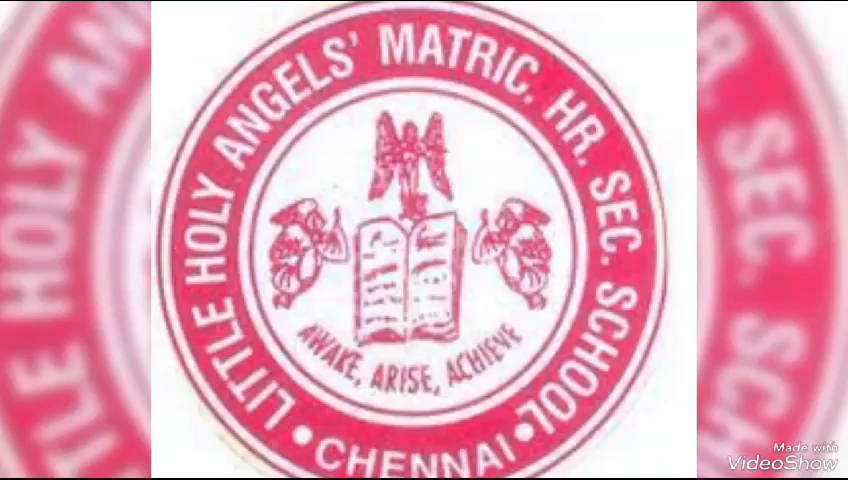 LITTLE HOLY ANGELS' MATRIC. HR. SEC. SCHOOL
• CHENNAI •
AWAKE, ARISE, ACHIEVE
Made with
VideoShow